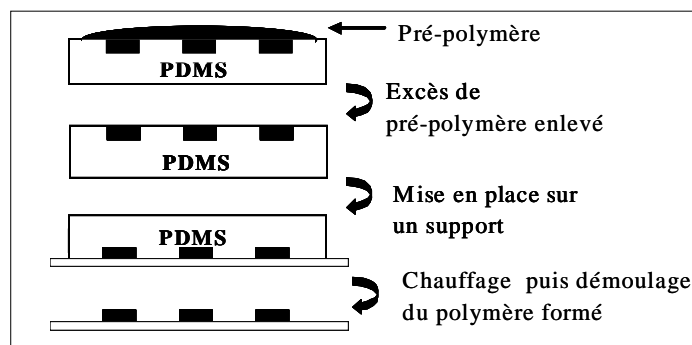 Pré-polymère
PDMS
Excès de
pré-polymère enlevé
PDMS
Mise en place sur
un support
PDMS
Chauffage puis démoulage
du polymère formé